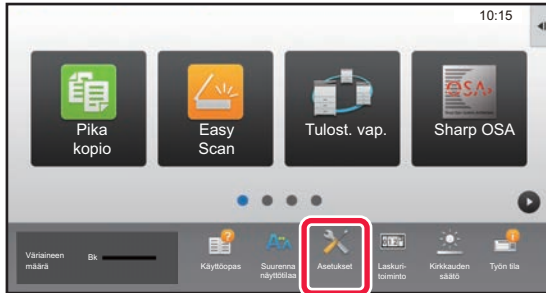 10:15
Pika
kopio
Easy
Scan
Tulost. vap.
Sharp OSA
Väriaineen
määrä
Bk
Käyttöopas
Suurenna
näyttötilaa
Asetukset
Laskuri-
toiminto
Kirkkauden
säätö
Työn tila